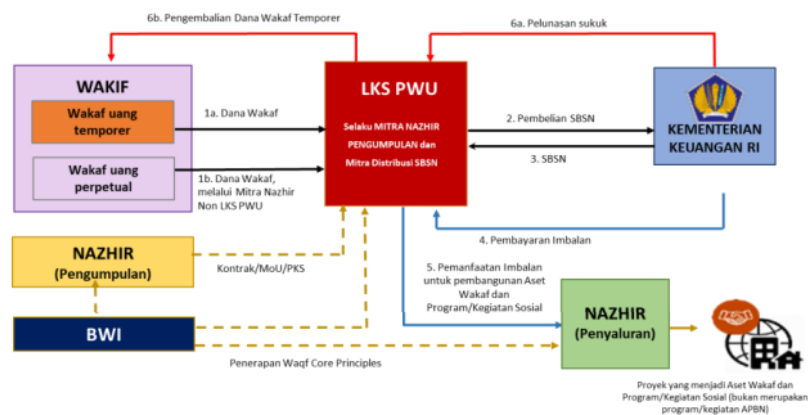 6b. Pengembalian Dana Wakaf Temporer
6a. Pelunasan sukuk
WAKIF
Wakaf uang
temporer
Wakaf uang
perpetual
1a. Dana Wakaf
1b. Dana Wakaf,
melalui Mitra Nazhir
Non LKS PWU
LKS PWU
Selaku MITRA NAZHIR
PENGUMPULAN dan
Mitra Distribusi SBSN
2. Pembelian SBSN
3. SBSN
KEMENTERIAN
KEUANGAN RI
4. Pembayaran Imbalan
NAZHIR
(Pengumpulan)
Kontrak/MoU/PKS
5. Pemanfaatan Imbalan
untuk pembangunan Aset
Wakaf dan
Program/Kegiatan Sosial
BWI
Penerapan Waqf Core Principles
NAZHIR
(Penyaluran)
Proyek yang menjadi Aset Wakaf dan
Program/Kegiatan Sosial (bukan merupakan
program/kegiatan APBN)